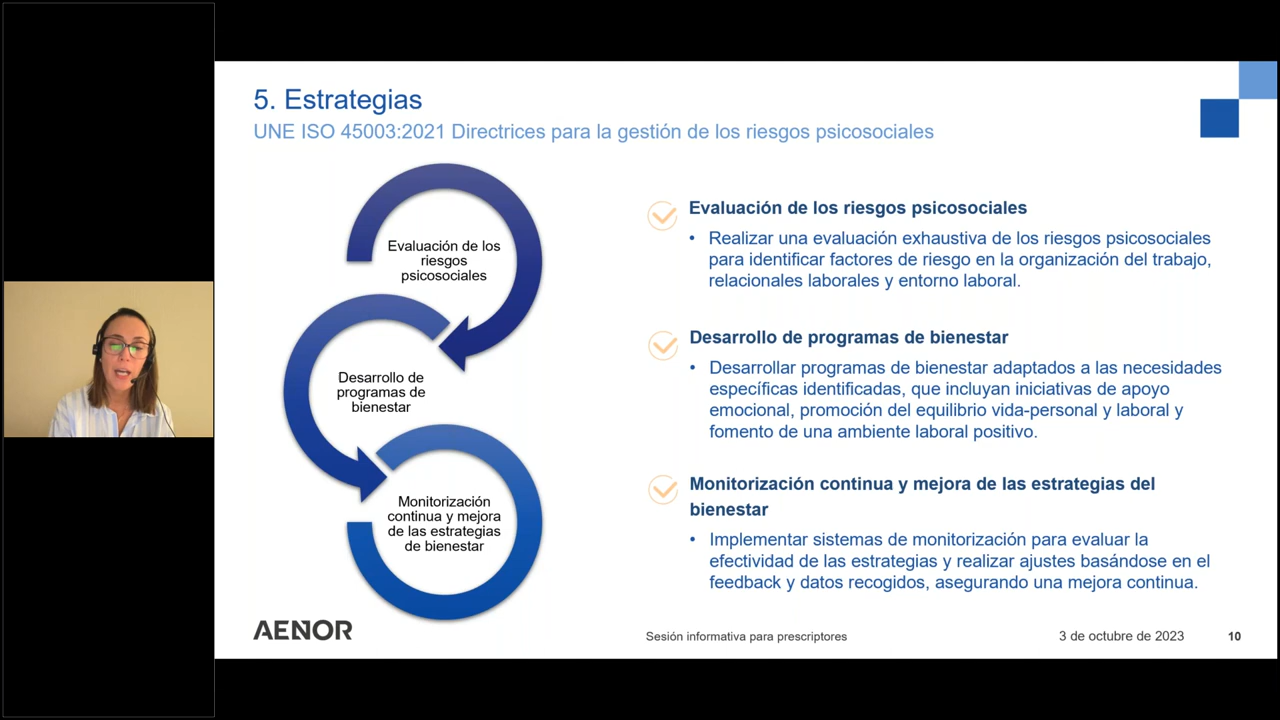 5. Estrategias
UNE ISO 45003:2021 Directrices para la gestión de los riesgos psicosociales
Evaluación de los
riesgos
psicosociales
Desarrollo de
programas de
bienestar
Monitorización
continua y mejora
de las estrategias
de bienestar
Evaluación de los riesgos psicosociales
• Realizar una evaluación exhaustiva de los riesgos psicosociales
para identificar factores de riesgo en la organización del trabajo,
relacionales laborales y entorno laboral.
Desarrollo de programas de bienestar
• Desarrollar programas de bienestar adaptados a las necesidades
específicas identificadas, que incluyan iniciativas de apoyo
emocional, promoción del equilibrio vida-personal y laboral y
fomento de una ambiente laboral positivo.
Monitorización continua y mejora de las estrategias del
bienestar
• Implementar sistemas de monitorización para evaluar la
efectividad de las estrategias y realizar ajustes basándose en el
feedback y datos recogidos, asegurando una mejora continua.
AENOR
Sesión informativa para prescriptores
3 de octubre de 2023
10